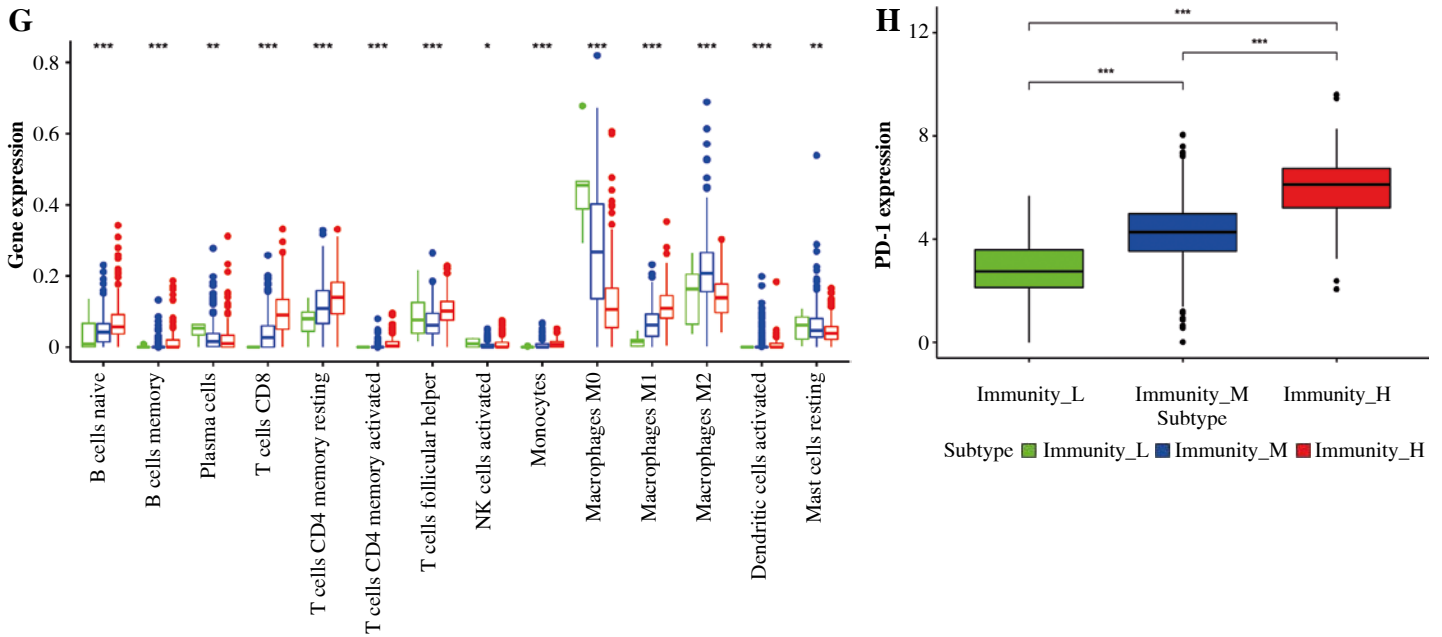 G
*** *** ** *** *** *** *** * *** *** *** *** *** **
Gene expression
0.8
0.6
0.4
0.2
0
B cells naive
B cells memory
Plasma cells
T cells CD8
T cells CD4 memory resting
T cells CD4 memory activated
T cells follicular helper
NK cells activated
Monocytes
Macrophages M0
Macrophages M1
Macrophages M2
Dendritic cells activated
Mast cells resting
H
***
***
***
PD-1 expression
12
8
4
0
Immunity_L Immunity_M Immunity_H
Subtype
Subtype Immunity_L Immunity_M Immunity_H